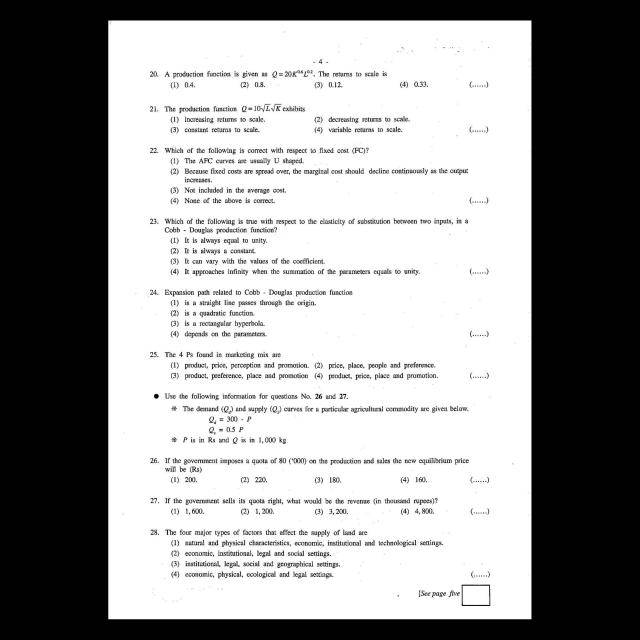 - 4 -
20. A production function is given as Q = 20K^0.6L^0.2. The returns to scale is
(1) 0.4. (2) 0.8. (3) 0.12. (4) 0.33. (......)
21. The production function Q = 10√L√K exhibits
(1) increasing returns to scale. (2) decreasing returns to scale.
(3) constant returns to scale. (4) variable returns to scale. (......)
22. Which of the following is correct with respect to fixed cost (FC)?
(1) The AFC curves are usually U shaped.
(2) Because fixed costs are spread over, the marginal cost should decline continuously as the output
increases.
(3) Not included in the average cost.
(4) None of the above is correct. (......)
23. Which of the following is true with respect to the elasticity of substitution between two inputs, in a
Cobb - Douglas production function?
(1) It is always equal to unity.
(2) It is always a constant.
(3) It can vary with the values of the coefficient.
(4) It approaches infinity when the summation of the parameters equals to unity. (......)
24. Expansion path related to Cobb - Douglas production function
(1) is a straight line passes through the origin.
(2) is a quadratic function.
(3) is a rectangular hyperbola.
(4) depends on the parameters. (......)
25. The 4 Ps found in marketing mix are
(1) product, price, perception and promotion. (2) price, place, people and preference.
(3) product, preference, place and promotion (4) product, price, place and promotion. (......)
● Use the following information for questions No. 26 and 27.
* The demand (Qd) and supply (Qs) curves for a particular agricultural commodity are given below.
Qd = 300 - P
Qs = 0.5 P
* P is in Rs and Q is in 1,000 kg
26. If the government imposes a quota of 80 ('000) on the production and sales the new equilibrium price
will be (Rs)
(1) 200. (2) 220. (3) 180. (4) 160. (......)
27. If the government sells its quota right, what would be the revenue (in thousand rupees)?
(1) 1,600. (2) 1,200. (3) 3,200. (4) 4,800. (......)
28. The four major types of factors that affect the supply of land are
(1) natural and physical characteristics, economic, institutional and technological settings.
(2) economic, institutional, legal and social settings.
(3) institutional, legal, social and geographical settings.
(4) economic, physical, ecological and legal settings. (......)
[See page five